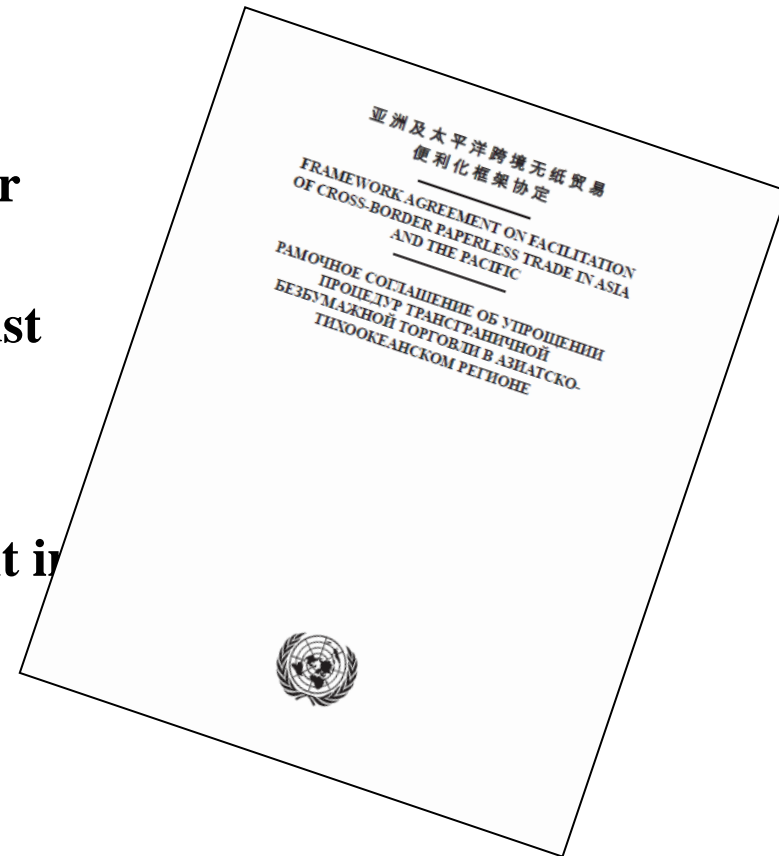 r
st
t i
亚洲及太平洋跨境无纸贸易
便利化框架协定
FRAMEWORK AGREEMENT ON FACILITATION
OF CROSS-BORDER PAPERLESS TRADE IN ASIA
AND THE PACIFIC
РАМОЧНОЕ СОГЛАШЕНИЕ ОБ УПРОЩЕНИИ
ПРОЦЕДУР ТРАНСГРАНИЧНОЙ
БЕЗБУМАЖНОЙ ТОРГОВЛИ В АЗИАТСКО-
ТИХООКЕАНСКОМ РЕГИОНЕ